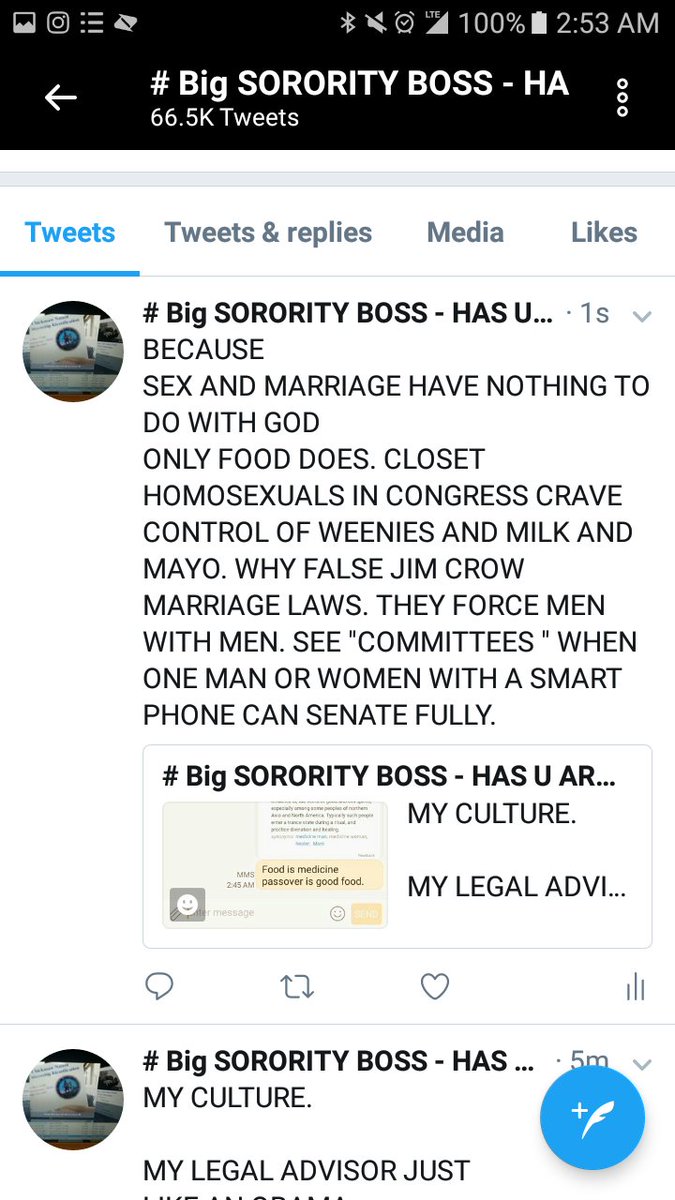 LTE 100% 2:53 AM
# Big SORORITY BOSS - HA
66.5K Tweets
Tweets Tweets & replies Media Likes
# Big SORORITY BOSS - HAS U... · 1s
BECAUSE
SEX AND MARRIAGE HAVE NOTHING TO
DO WITH GOD
ONLY FOOD DOES. CLOSET
HOMOSEXUALS IN CONGRESS CRAVE
CONTROL OF WEENIES AND MILK AND
MAYO. WHY FALSE JIM CROW
MARRIAGE LAWS. THEY FORCE MEN
WITH MEN. SEE "COMMITTEES " WHEN
ONE MAN OR WOMEN WITH A SMART
PHONE CAN SENATE FULLY.
# Big SORORITY BOSS - HAS U AR...
especially among some peoples of northern
Asia and North America. Typically such people
enter a trance state during a ritual, and
practice divination and healing.
synonyms: medicine man, medicine woman,
healer
Feedback
MMS
2:45 AM
Food is medicine
passover is good food.
message
SEND
MY CULTURE.
MY LEGAL ADVI...
# Big SORORITY BOSS - HAS ... · 5m
MY CULTURE.
MY LEGAL ADVISOR JUST
LIKE AN OBAMA